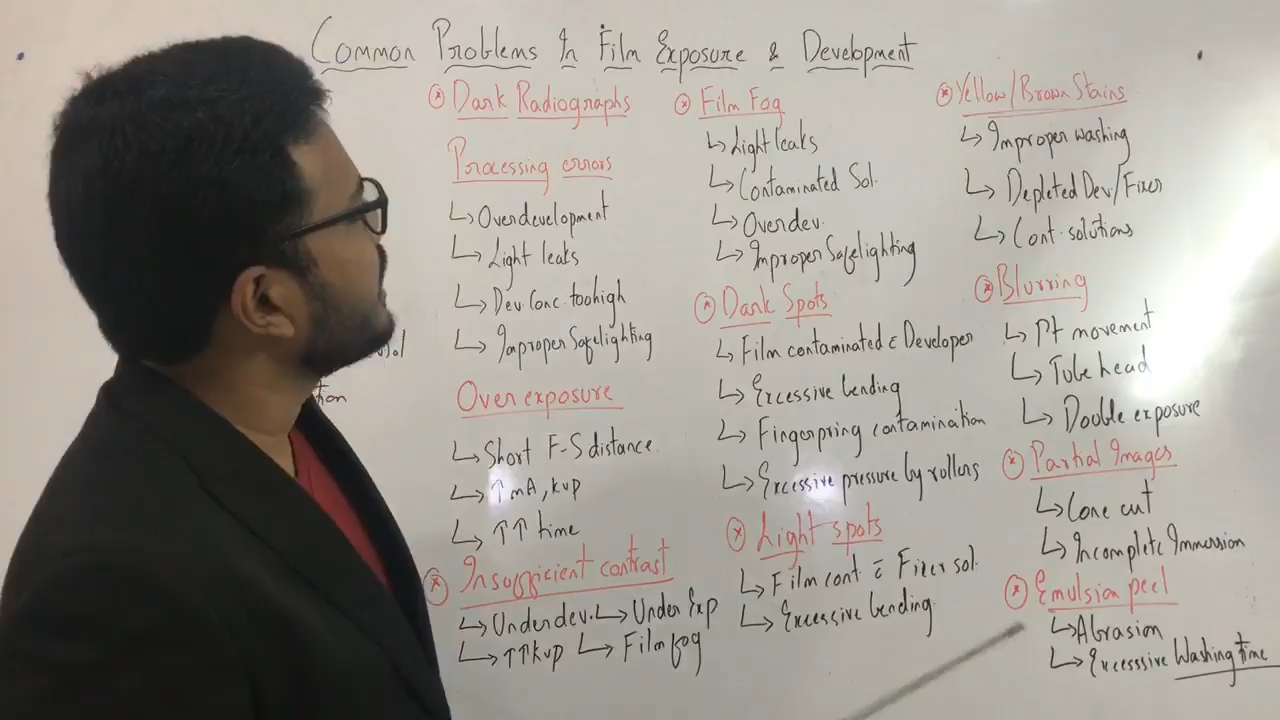 Common Problems In Film Exposure & Development
Dark Radiographs
Processing errors
Overdevelopment
Light leaks
Dev Conc. too high
Improper Safelighting
Over exposure
Short F-S distance.
↑ mA, kvp
↑↑ time
Insufficient contrast
Under dev. Under Exp
↑↑ kvp Film fog
Film Fog
Light leaks
Contaminated Sol.
Overdev.
Improper Safelighting
Dark Spots
Film contaminated c̄ Developer
Excessive bending
Fingerpring contamination
Excessive pressure by rollers
Light spots
Film cont. c̄ Fixer sol.
Excessive bending.
Yellow/Brown Stains
Improper washing
Depleted Dev/Fixer
Cont. solutions
Blurring
Pt movement
Tube head
Double exposure
Partial Images
Cone cut
Incomplete Immersion
Emulsion peel
Abrasion
Excesssive Washing time